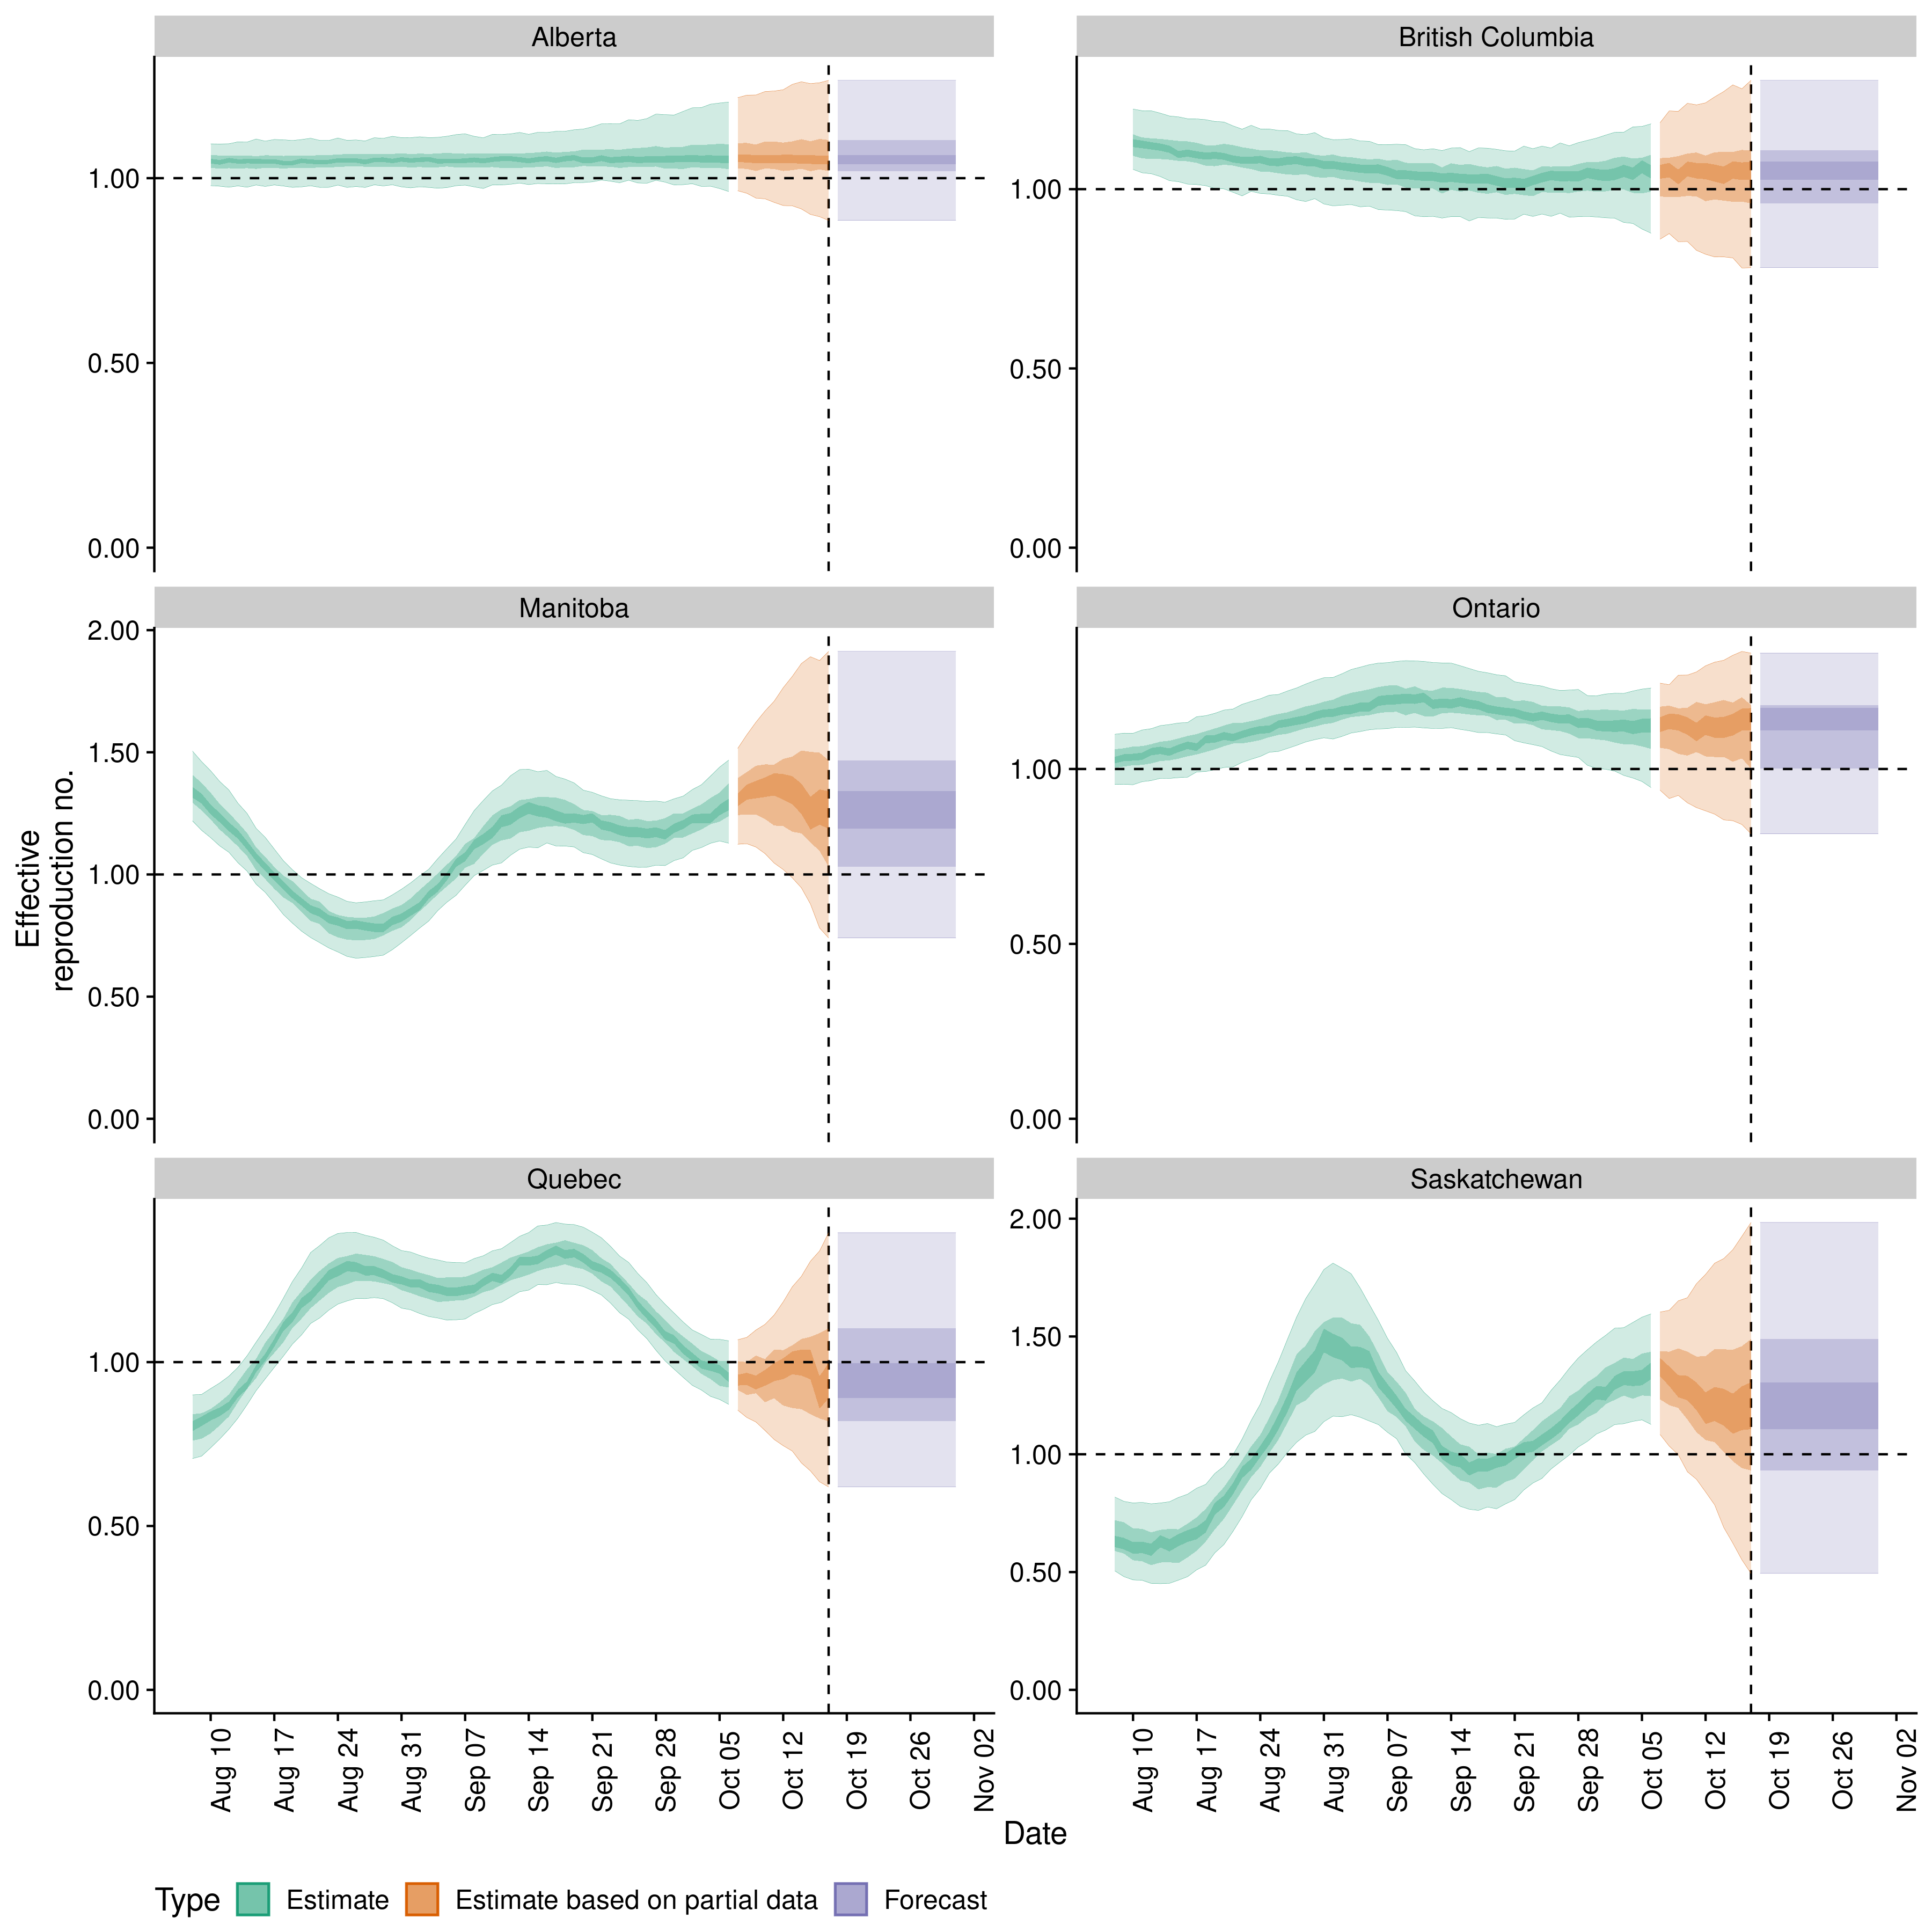 Alberta
British Columbia
1.00
0.50
0.00
1.00
0.50
0.00
Manitoba
Ontario
2.00
1.50
1.00
0.50
0.00
1.00
0.50
0.00
Effective
reproduction no.
Quebec
Saskatchewan
1.00
0.50
0.00
2.00
1.50
1.00
0.50
0.00
Aug 10
Aug 17
Aug 24
Aug 31
Sep 07
Sep 14
Sep 21
Sep 28
Oct 05
Oct 12
Oct 19
Oct 26
Nov 02
Aug 10
Aug 17
Aug 24
Aug 31
Sep 07
Sep 14
Sep 21
Sep 28
Oct 05
Oct 12
Oct 19
Oct 26
Nov 02
Date
Type Estimate Estimate based on partial data Forecast